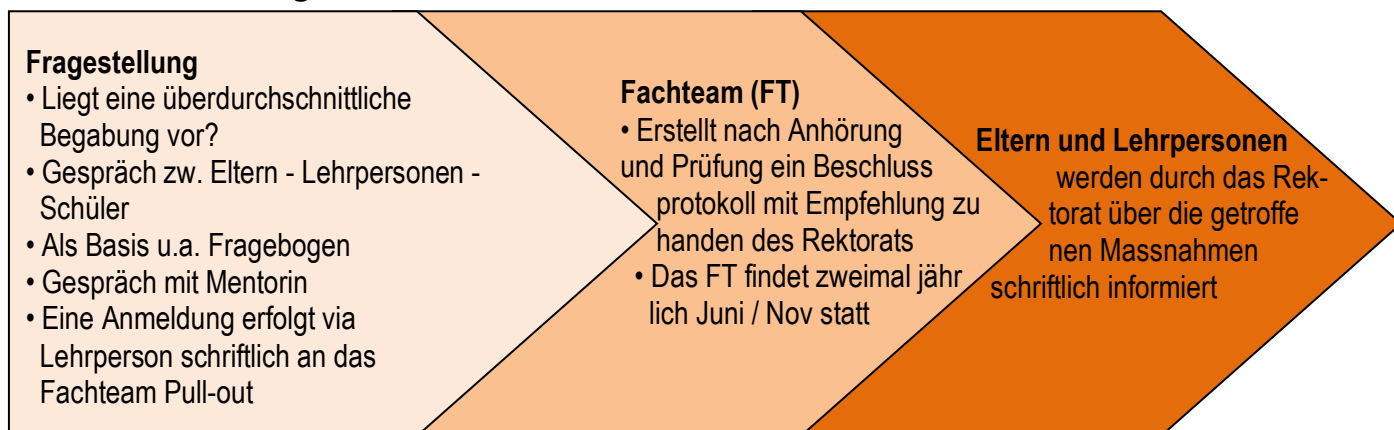 Fragestellung
• Liegt eine überdurchschnittliche
Begabung vor?
• Gespräch zw. Eltern - Lehrpersonen -
Schüler
• Als Basis u.a. Fragebogen
• Gespräch mit Mentorin
• Eine Anmeldung erfolgt via
Lehrperson schriftlich an das
Fachteam Pull-out
Fachteam (FT)
• Erstellt nach Anhörung
und Prüfung ein Beschluss
protokoll mit Empfehlung zu
handen des Rektorats
• Das FT findet zweimal jähr
lich Juni / Nov statt
Eltern und Lehrpersonen
werden durch das Rek-
torat über die getroffe
nen Massnahmen
schriftlich informiert